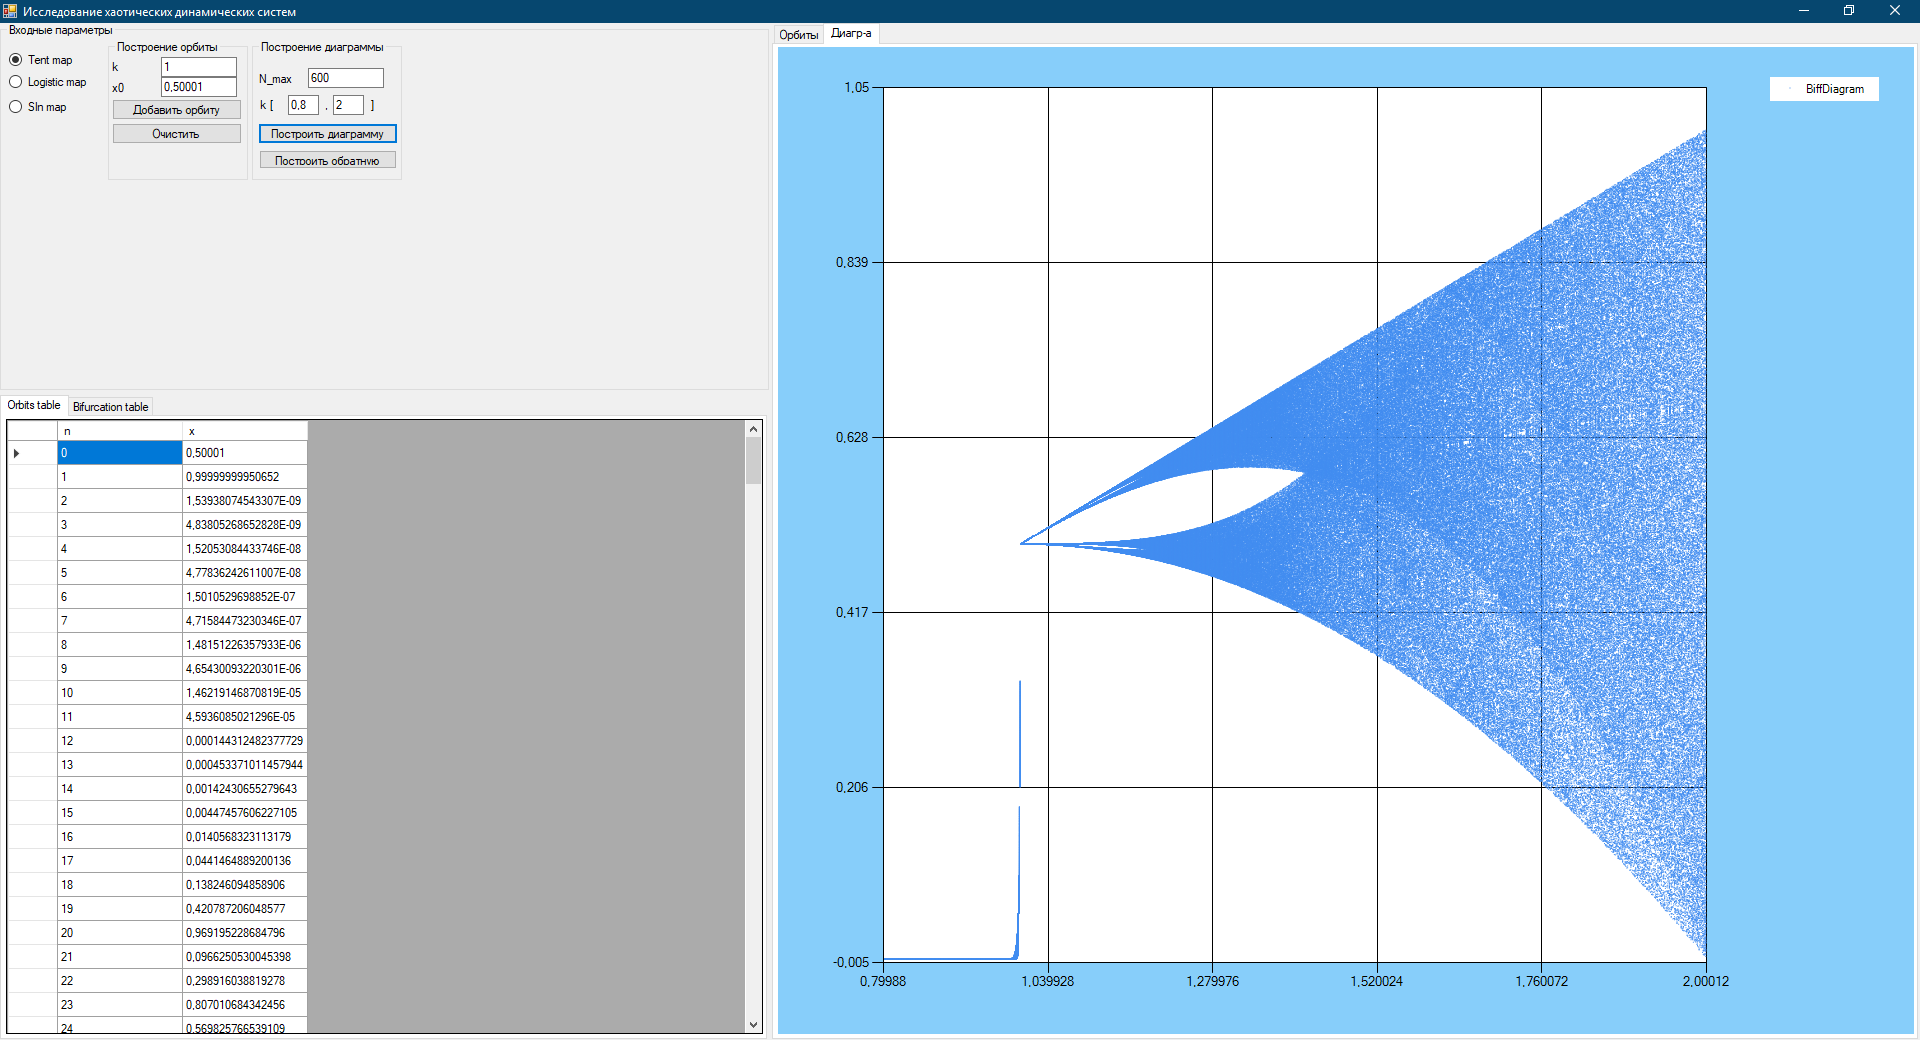 Исследование хаотических динамических систем
Входные параметры
Tent map
Logistic map
SIn map
Построение орбиты
k 1
x0 0,50001
Добавить орбиту
Очистить
Построение диаграммы
N_max 600
k [ 0,8 , 2 ]
Построить диаграмму
Построить обратную
Orbits table Bifurcation table
n x
0 0,50001
1 0,99999999950652
2 1,53938074543307E-09
3 4,83805268652828E-09
4 1,52053084433746E-08
5 4,77836242611007E-08
6 1,5010529698852E-07
7 4,71584473230346E-07
8 1,48151226357933E-06
9 4,65430093220301E-06
10 1,46219146870819E-05
11 4,5936085021296E-05
12 0,000144312482377729
13 0,000453371011457944
14 0,00142430655279643
15 0,00447457606227105
16 0,0140568323113179
17 0,0441464889200136
18 0,138246094858906
19 0,420787206048577
20 0,969195228684796
21 0,0966250530045398
22 0,298916038819278
23 0,807010684342456
24 0,569825766539109
Орбиты Диагр-а
BiffDiagram
1,05
0,839
0,628
0,417
0,206
-0,005
0,79988 1,039928 1,279976 1,520024 1,760072 2,00012